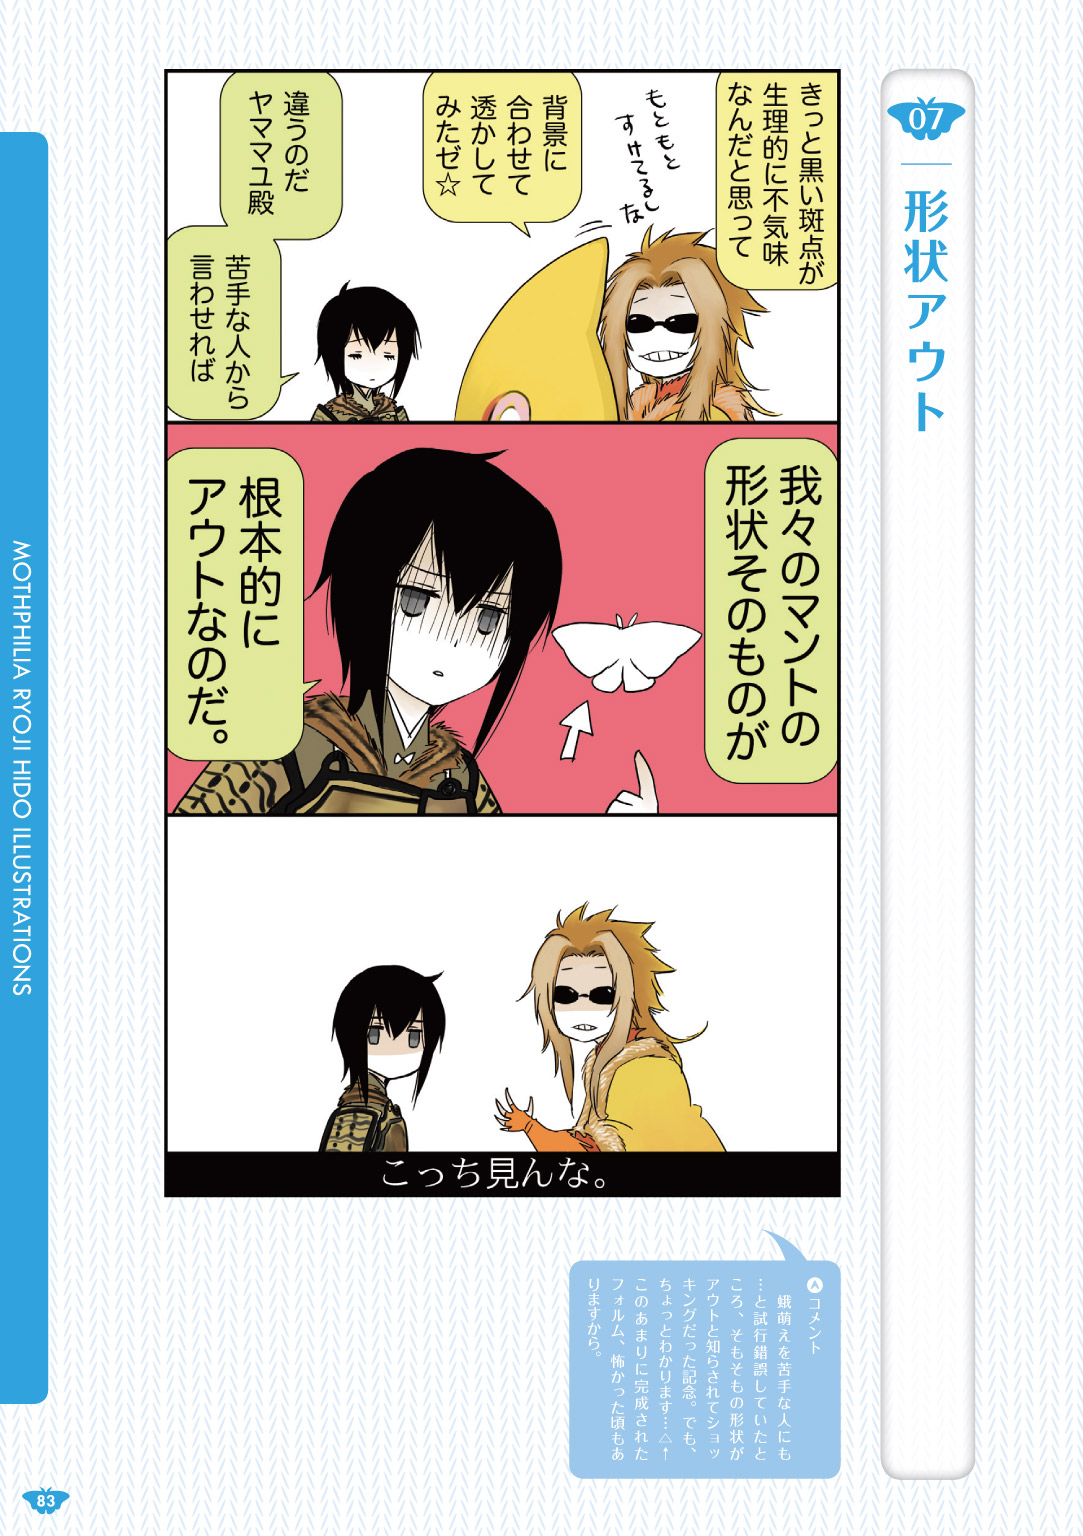 07
形状アウト
きっと黒い斑点が
生理的に不気味
なんだと思って
もともと
すけてるし
な
背景に
合わせて
透かして
みたゼ☆
違うのだ
ヤママユ殿
苦手な人から
言わせれば
我々のマントの
形状そのものが
根本的に
アウトなのだ。
こっち見んな。
コメント
蛾萌えを苦手な人にも
…と試行錯誤していたと
ころ、そもそもの形状が
アウトと知らされてショッ
キングだった記念。でも、
ちょっとわかります…△↑
このあまりに完成された
フォルム、怖かった頃もあ
りますから。
MOTHPHILIA RYOJI HIDO ILLUSTRATIONS
83